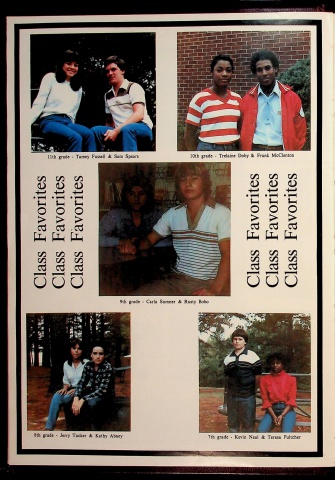 11th grade - Tammy Fussell & Sam Spears
10th grade - Trelaine Doby & Frank McClenton
Class Favorites
Class Favorites
Class Favorites
Class Favorites
Class Favorites
Class Favorites
9th grade - Carla Sumner & Rusty Bobo
8th grade - Jerry Tucker & Kathy Abney
7th grade - Kevin Neal & Teresa Fulticher